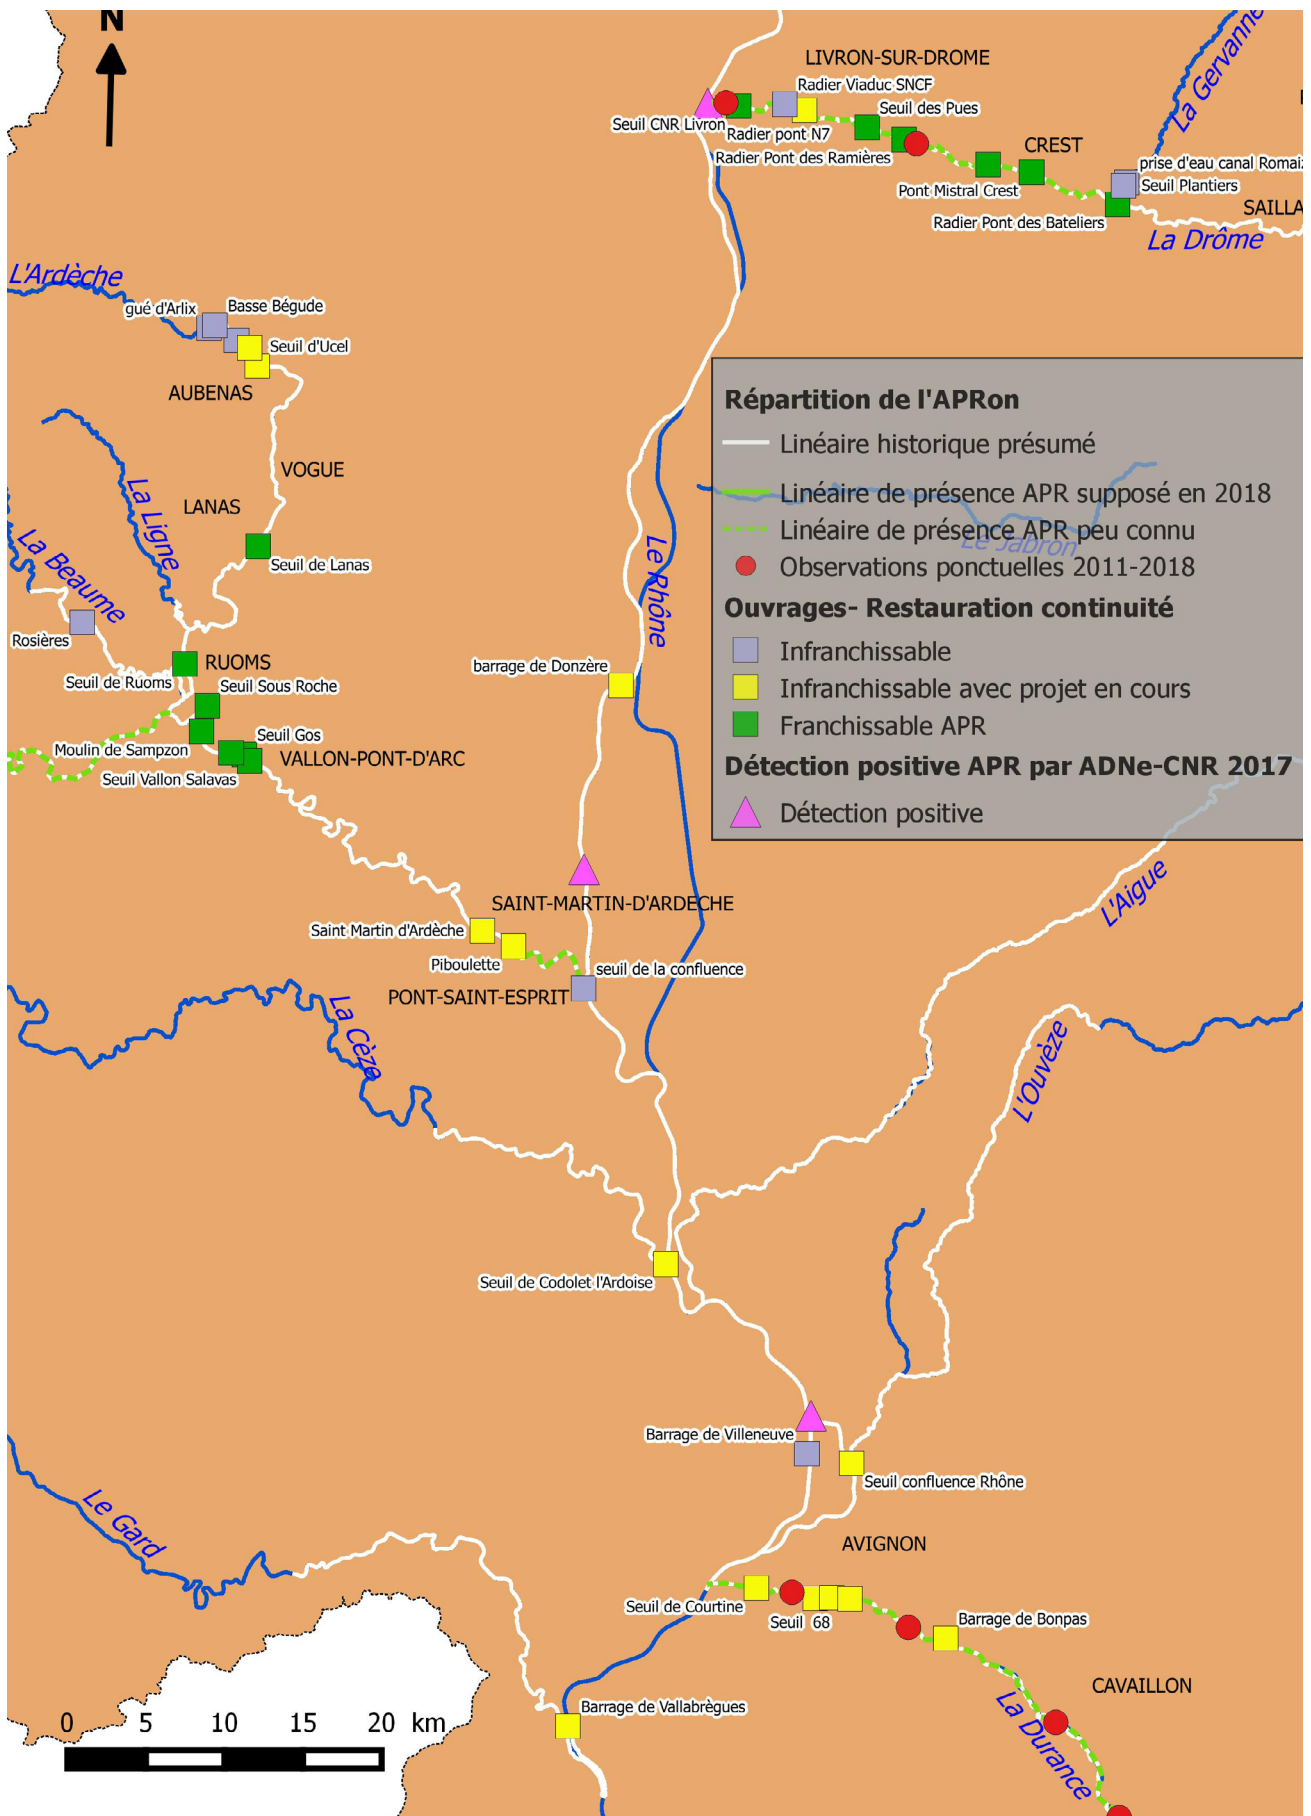 N
LIVRON-SUR-DROME
La Gervanne
Radier Viaduc SNCF
Seuil CNR Livron
Radier pont N7
Seuil des Pues
Radier Pont des Ramières
CREST
prise d'eau canal Romaiz
Pont Mistral Crest
Seuil Plantiers
SAILLA
Radier Pont des Bateliers
La Drôme
L'Ardèche
gué d'Arlix
Basse Bégude
Seuil d'Ucel
AUBENAS
VOGUE
La Ligne
LANAS
La Beaume
Seuil de Lanas
Rosières
RUOMS
Seuil de Ruoms
Seuil Sous Roche
Moulin de Sampzon
Seuil Gos
VALLON-PONT-D'ARC
Seuil Vallon Salavas
Le Rhône
barrage de Donzère
Répartition de l'APRon
Linéaire historique présumé
Linéaire de présence APR supposé en 2018
Linéaire de présence APR peu connu
Le Jabron
Observations ponctuelles 2011-2018
Ouvrages- Restauration continuité
Infranchissable
Infranchissable avec projet en cours
Franchissable APR
Détection positive APR par ADNe-CNR 2017
Détection positive
SAINT-MARTIN-D'ARDECHE
L'Aigue
Saint Martin d'Ardèche
Piboulette
seuil de la confluence
PONT-SAINT-ESPRIT
La Cèze
L'Ouvèze
Seuil de Codolet l'Ardoise
Barrage de Villeneuve
Seuil confluence Rhône
Le Gard
AVIGNON
Seuil de Courtine
Seuil 68
Barrage de Bonpas
CAVAILLON
La Durance
Barrage de Vallabrègues
0 5 10 15 20 km